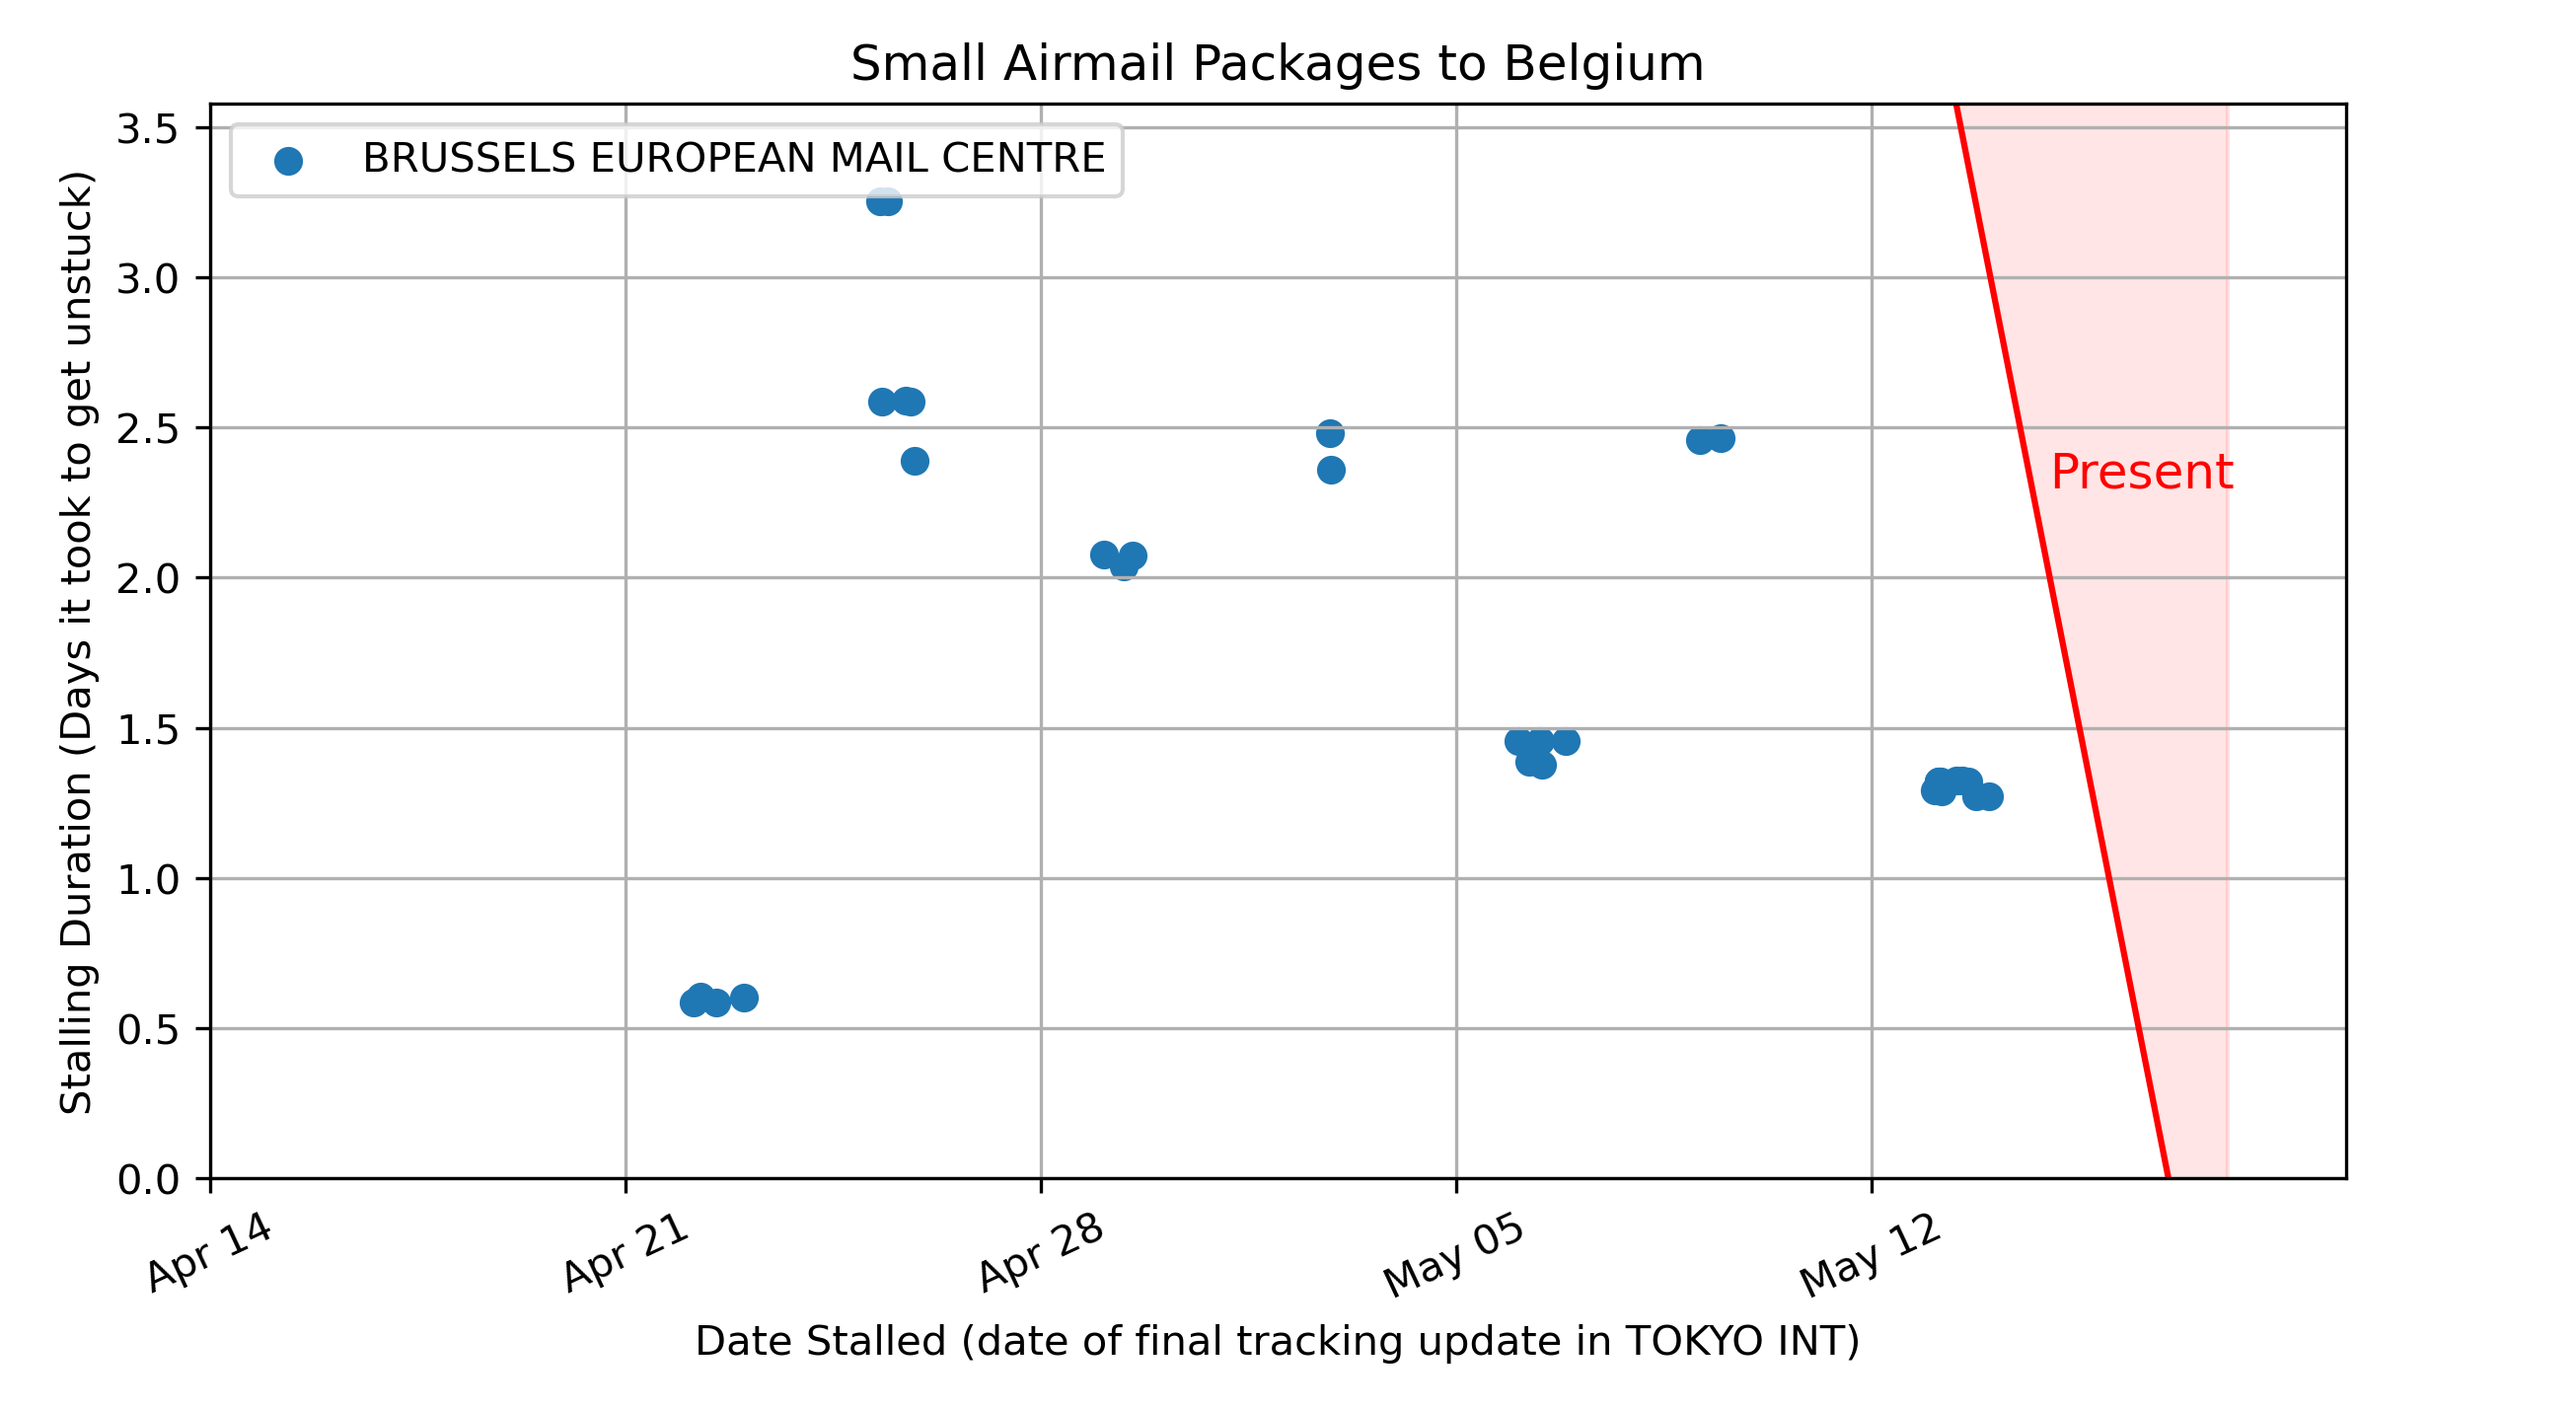 Small Airmail Packages to Belgium
BRUSSELS EUROPEAN MAIL CENTRE
Stalling Duration (Days it took to get unstuck)
3.5
3.0
2.5
2.0
1.5
1.0
0.5
0.0
Present
Apr 14
Apr 21
Apr 28
May 05
May 12
Date Stalled (date of final tracking update in TOKYO INT)